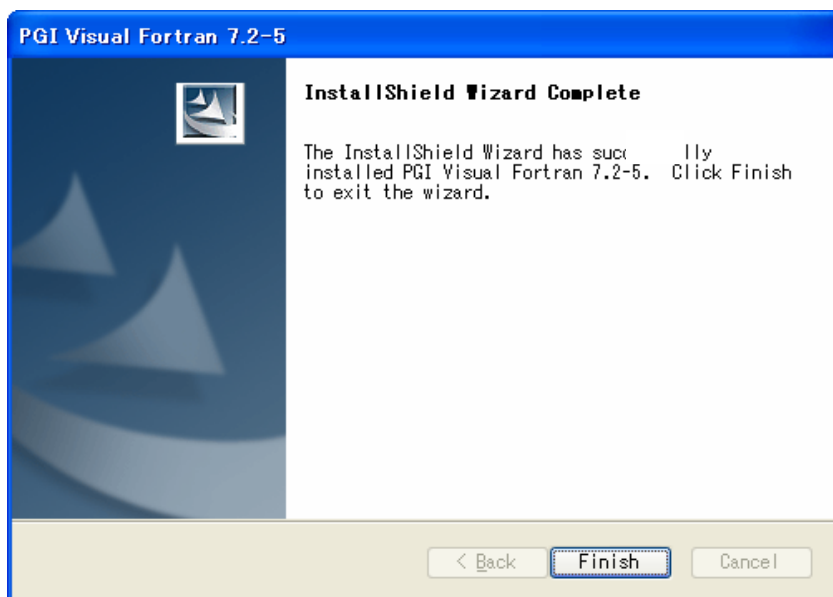 PGI Visual Fortran 7.2-5
InstallShield Wizard Complete
The InstallShield Wizard has
installed PGI Visual Fortran 7.2-5. Click Finish
to exit the wizard.
< Back Finish Cancel